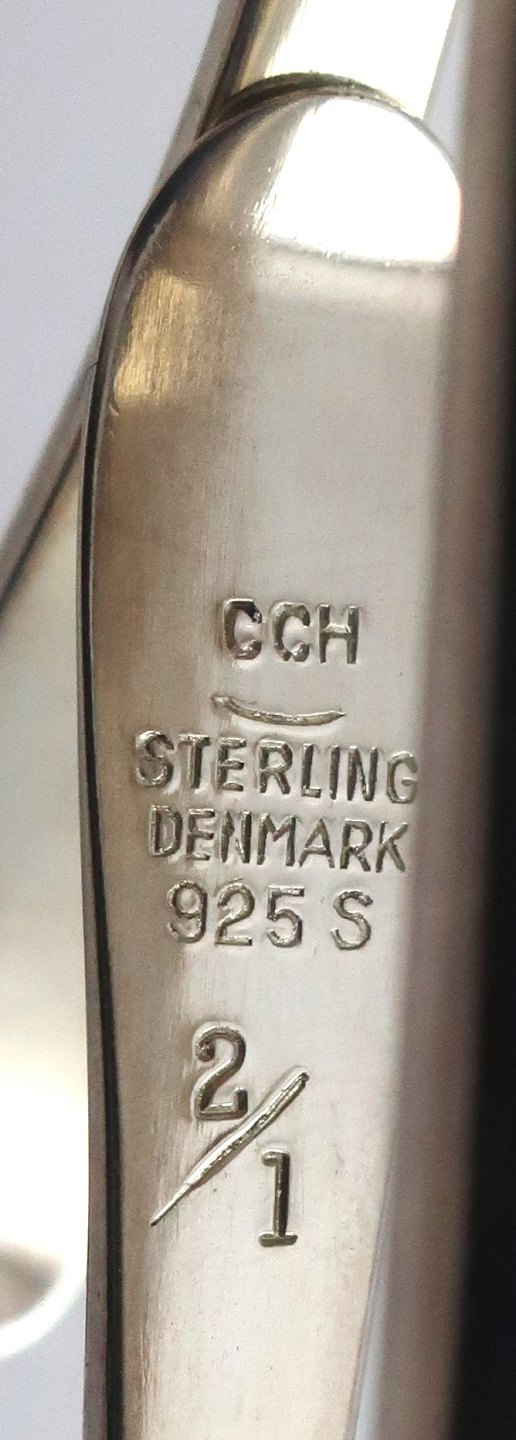 CCH
STERLING
DENMARK
925 S
2/1